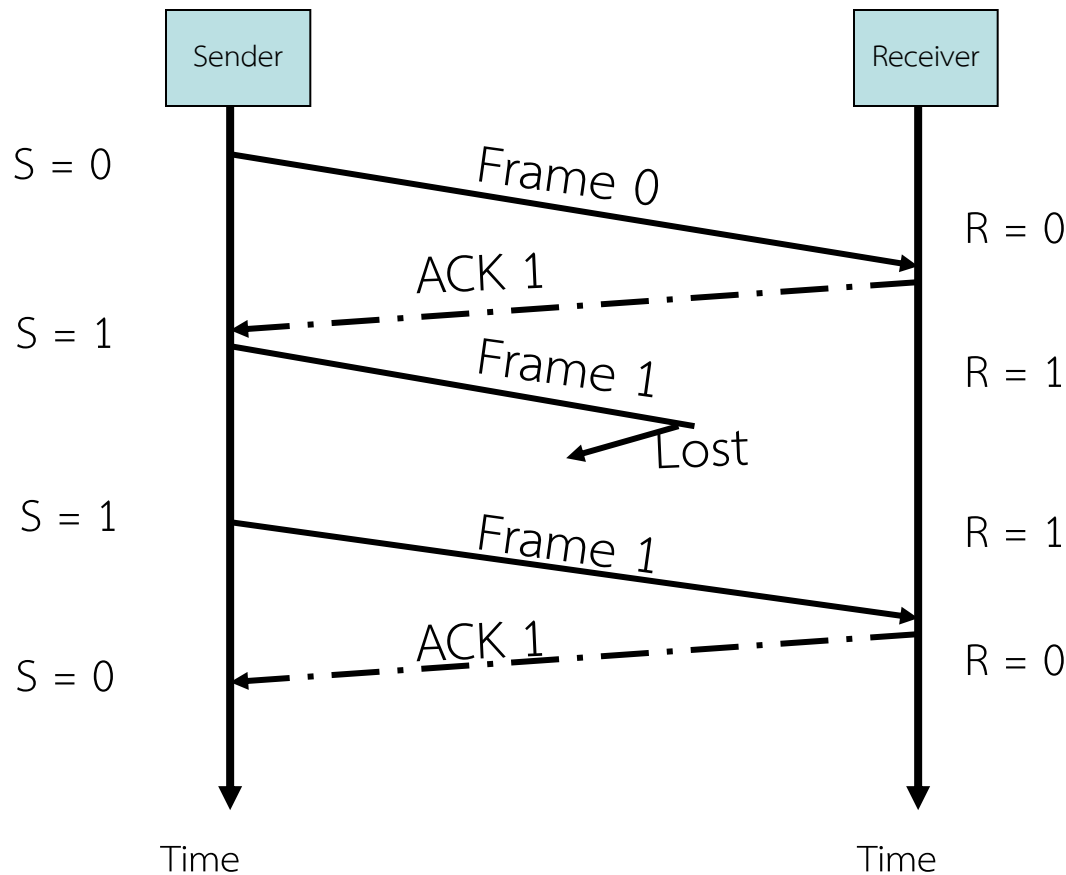 Sender
Receiver
S = 0
Frame 0
R = 0
ACK 1
S = 1
Frame 1
R = 1
Lost
S = 1
Frame 1
R = 1
ACK 1
S = 0
R = 0
Time
Time